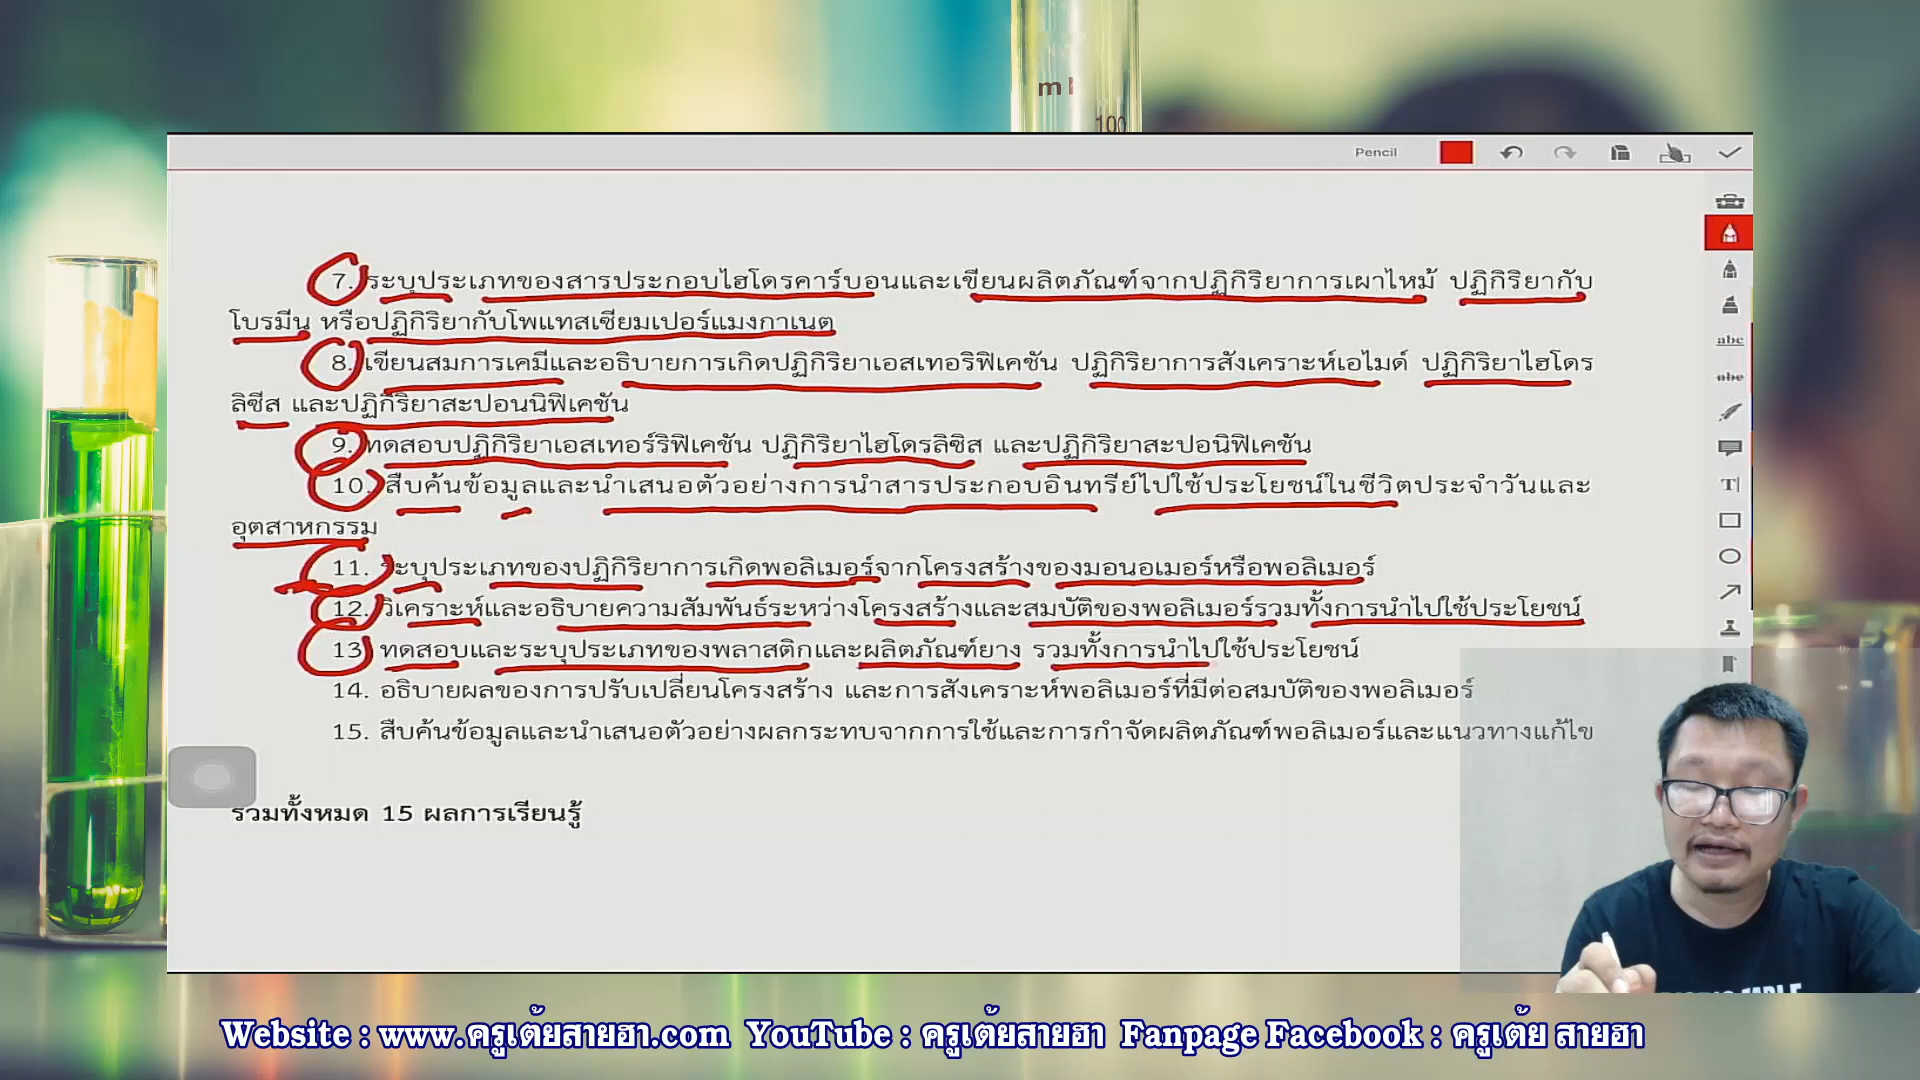 ml
100
Pencil
7. ระบุประเภทของสารประกอบไฮโดรคาร์บอนและเขียนผลิตภัณฑ์จากปฏิกิริยาการเผาไหม้ ปฏิกิริยากับ
โบรมีน หรือปฏิกิริยากับโพแทสเซียมเปอร์แมงกาเนต
8. เขียนสมการเคมีและอธิบายการเกิดปฏิกิริยาเอสเทอริฟิเคชัน ปฏิกิริยาการสังเคราะห์เอไมด์ ปฏิกิริยาไฮโดร
ลิซีส และปฏิกิริยาสะปอนนิฟิเคชัน
9. ทดสอบปฏิกิริยาเอสเทอร์ริฟิเคชัน ปฏิกิริยาไฮโดรลิซิส และปฏิกิริยาสะปอนิฟิเคชัน
10. สืบค้นข้อมูลและนำเสนอตัวอย่างการนำสารประกอบอินทรีย์ไปใช้ประโยชน์ในชีวิตประจำวันและ
อุตสาหกรรม
11. ระบุประเภทของปฏิกิริยาการเกิดพอลิเมอร์จากโครงสร้างของมอนอเมอร์หรือพอลิเมอร์
12. วิเคราะห์และอธิบายความสัมพันธ์ระหว่างโครงสร้างและสมบัติของพอลิเมอร์รวมทั้งการนำไปใช้ประโยชน์
13. ทดสอบและระบุประเภทของพลาสติกและผลิตภัณฑ์ยาง รวมทั้งการนำไปใช้ประโยชน์
14. อธิบายผลของการปรับเปลี่ยนโครงสร้าง และการสังเคราะห์พอลิเมอร์ที่มีต่อสมบัติของพอลิเมอร์
15. สืบค้นข้อมูลและนำเสนอตัวอย่างผลกระทบจากการใช้และการกำจัดผลิตภัณฑ์พอลิเมอร์และแนวทางแก้ไข
รวมทั้งหมด 15 ผลการเรียนรู้
abc
abc
T
Website : www.ครูเต้ยสายฮา.com YouTube : ครูเต้ยสายฮา Fanpage Facebook : ครูเต้ย สายฮา